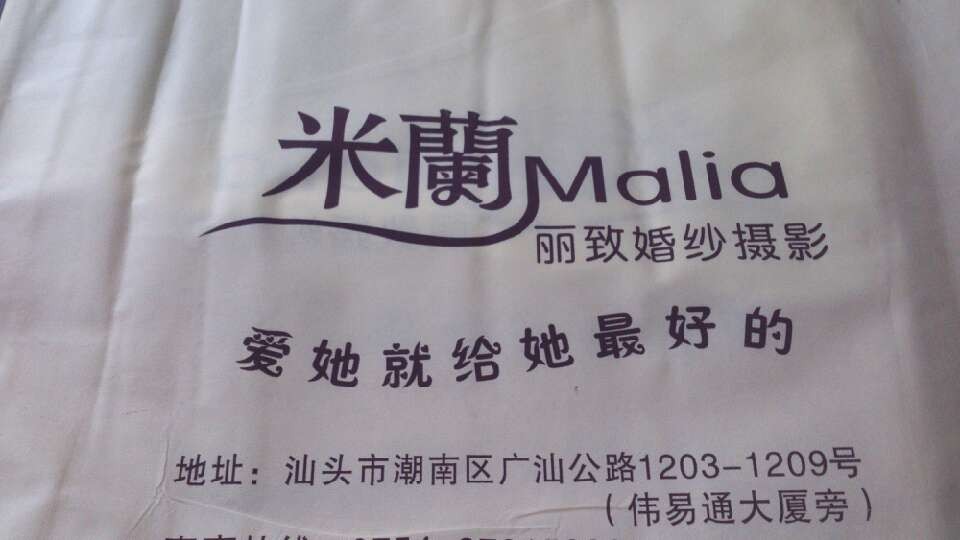 米蘭Malia
丽致婚纱摄影
爱她就给她最好的
地址：汕头市潮南区广汕公路1203-1209号
（伟易通大厦旁）